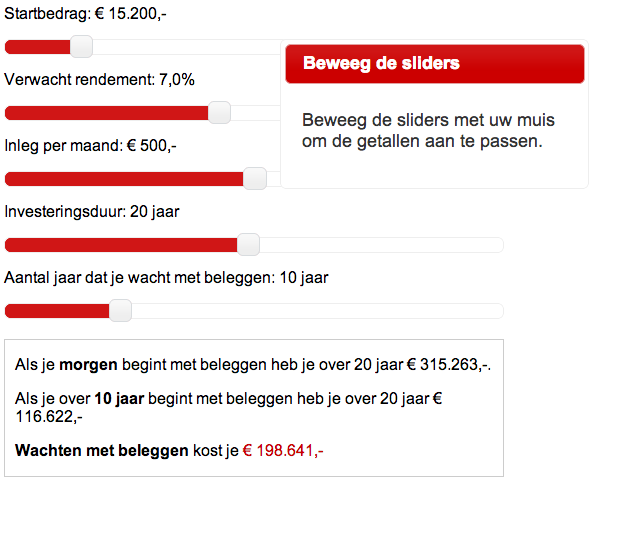 Startbedrag: € 15.200,-
Beweeg de sliders
Verwacht rendement: 7,0%
Beweeg de sliders met uw muis
om de getallen aan te passen.
Inleg per maand: € 500,-
Investeringsduur: 20 jaar
Aantal jaar dat je wacht met beleggen: 10 jaar
Als je morgen begint met beleggen heb je over 20 jaar € 315.263,-.
Als je over 10 jaar begint met beleggen heb je over 20 jaar €
116.622,-
Wachten met beleggen kost je € 198.641,-